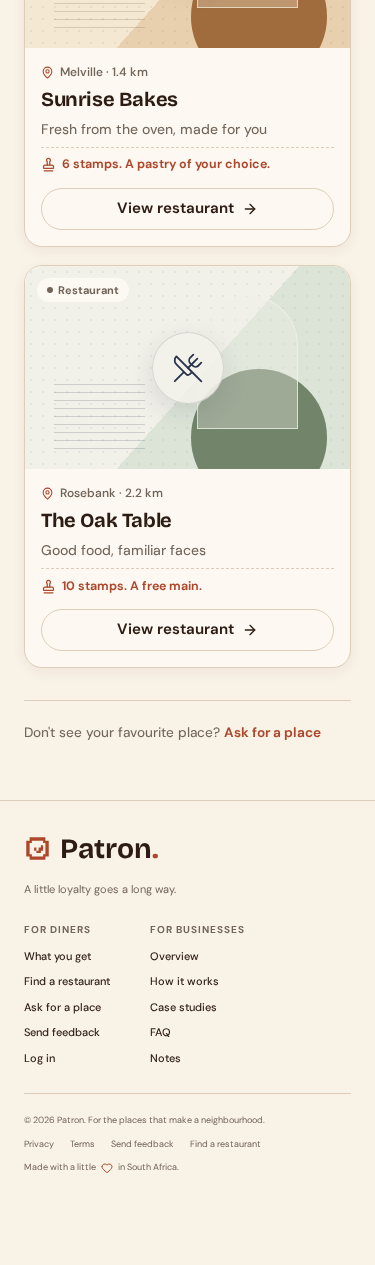 Melville · 1.4 km
Sunrise Bakes
Fresh from the oven, made for you
6 stamps. A pastry of your choice.
View restaurant →
Restaurant
Rosebank · 2.2 km
The Oak Table
Good food, familiar faces
10 stamps. A free main.
View restaurant →
Don't see your favourite place? Ask for a place
Patron.
A little loyalty goes a long way.
FOR DINERS
What you get
Find a restaurant
Ask for a place
Send feedback
Log in
FOR BUSINESSES
Overview
How it works
Case studies
FAQ
Notes
© 2026 Patron. For the places that make a neighbourhood.
Privacy Terms Send feedback Find a restaurant
Made with a little ♡ in South Africa.